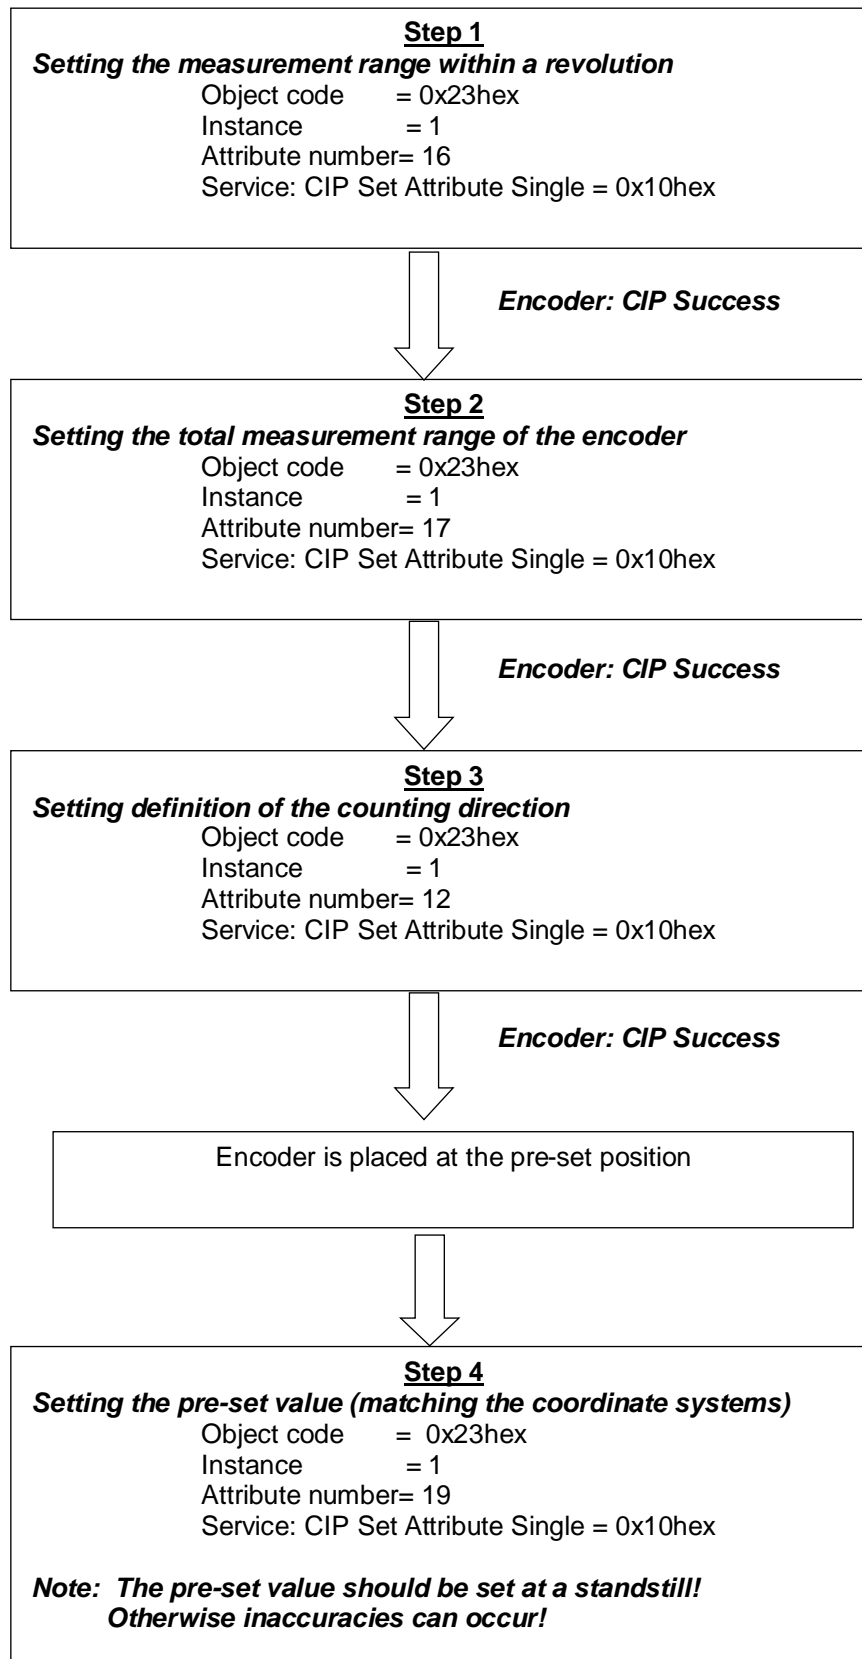 Step 1
Setting the measurement range within a revolution
Object code = 0x23hex
Instance = 1
Attribute number= 16
Service: CIP Set Attribute Single = 0x10hex
Encoder: CIP Success
Step 2
Setting the total measurement range of the encoder
Object code = 0x23hex
Instance = 1
Attribute number= 17
Service: CIP Set Attribute Single = 0x10hex
Encoder: CIP Success
Step 3
Setting definition of the counting direction
Object code = 0x23hex
Instance = 1
Attribute number= 12
Service: CIP Set Attribute Single = 0x10hex
Encoder: CIP Success
Encoder is placed at the pre-set position
Step 4
Setting the pre-set value (matching the coordinate systems)
Object code = 0x23hex
Instance = 1
Attribute number= 19
Service: CIP Set Attribute Single = 0x10hex
Note: The pre-set value should be set at a standstill!
Otherwise inaccuracies can occur!